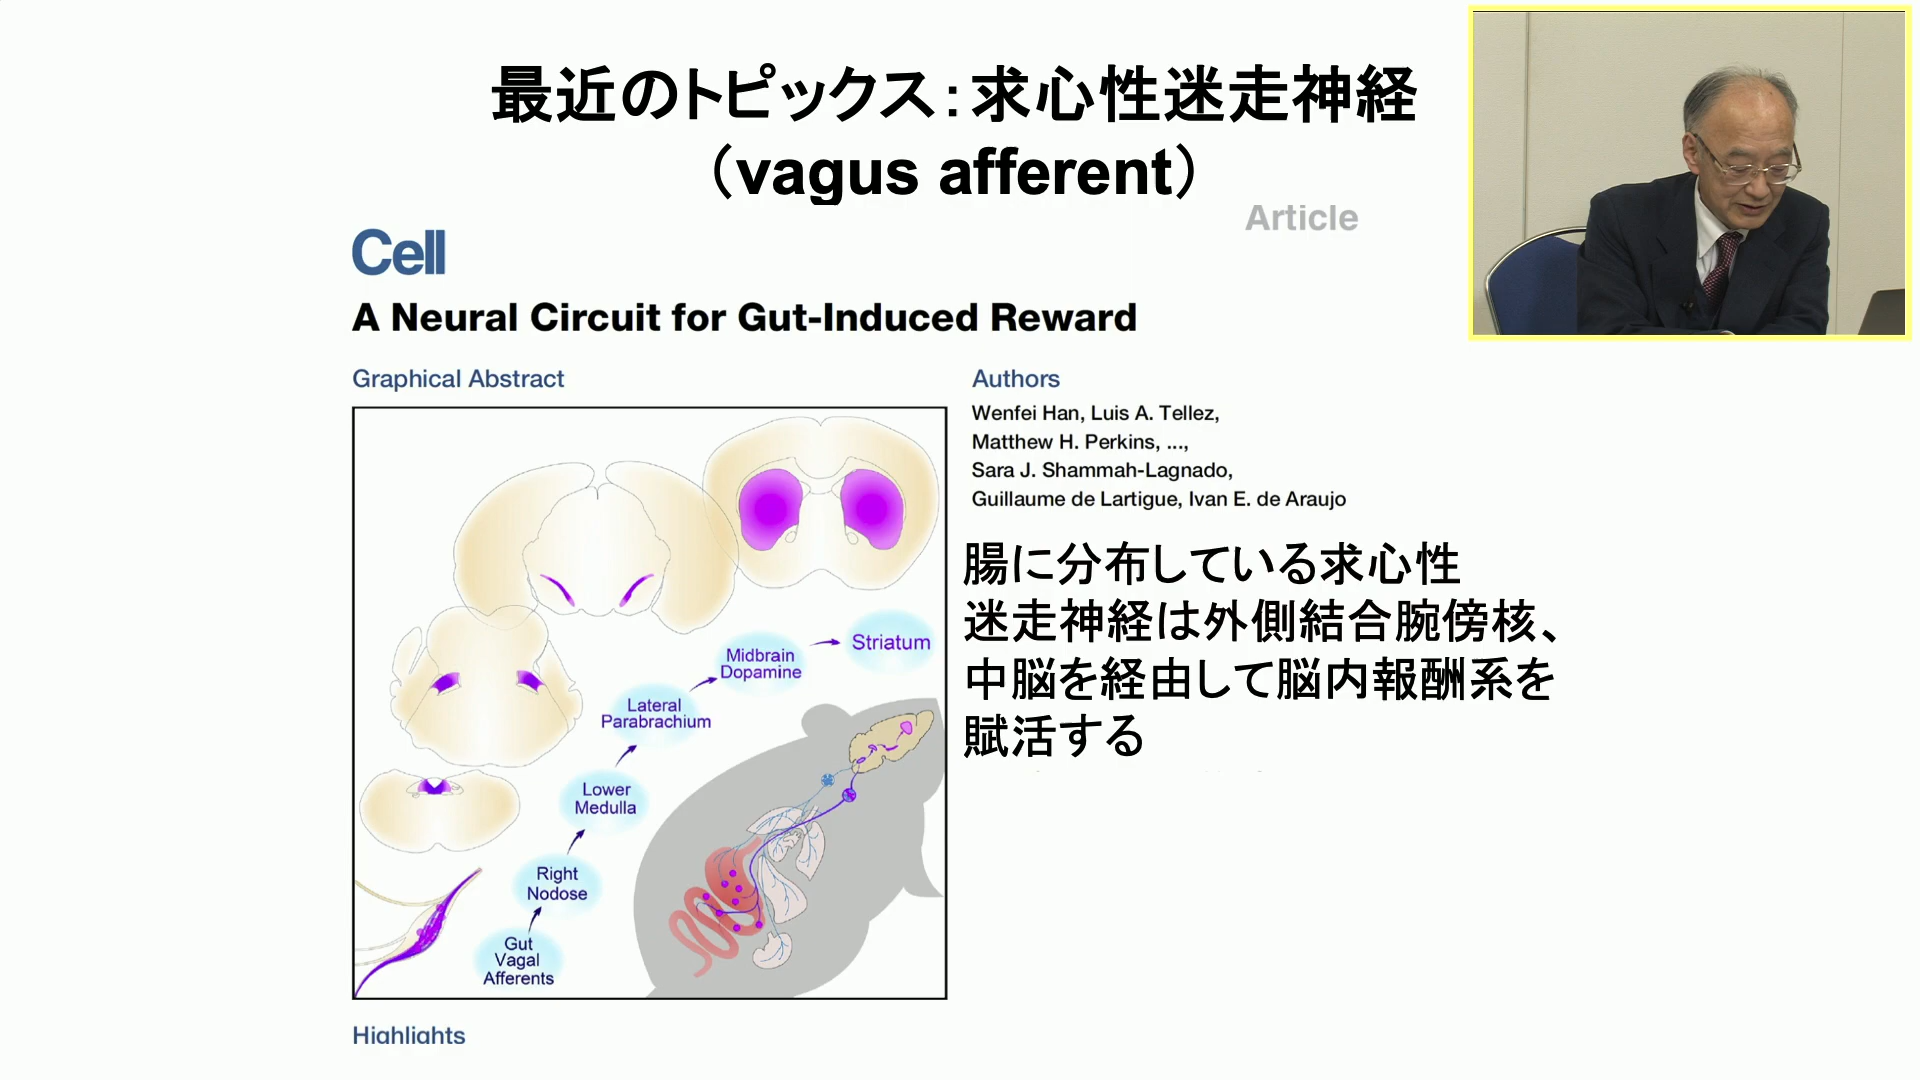 最近のトピックス：求心性迷走神経
（vagus afferent）
Article
Cell
A Neural Circuit for Gut-Induced Reward
Graphical Abstract
Authors
Wenfei Han, Luis A. Tellez,
Matthew H. Perkins, ...,
Sara J. Shammah-Lagnado,
Guillaume de Lartigue, Ivan E. de Araujo
腸に分布している求心性
迷走神経は外側結合腕傍核、
中脳を経由して脳内報酬系を
賦活する
Striatum
Midbrain
Dopamine
Lateral
Parabrachium
Lower
Medulla
Right
Nodose
Gut
Vagal
Afferents
Highlights